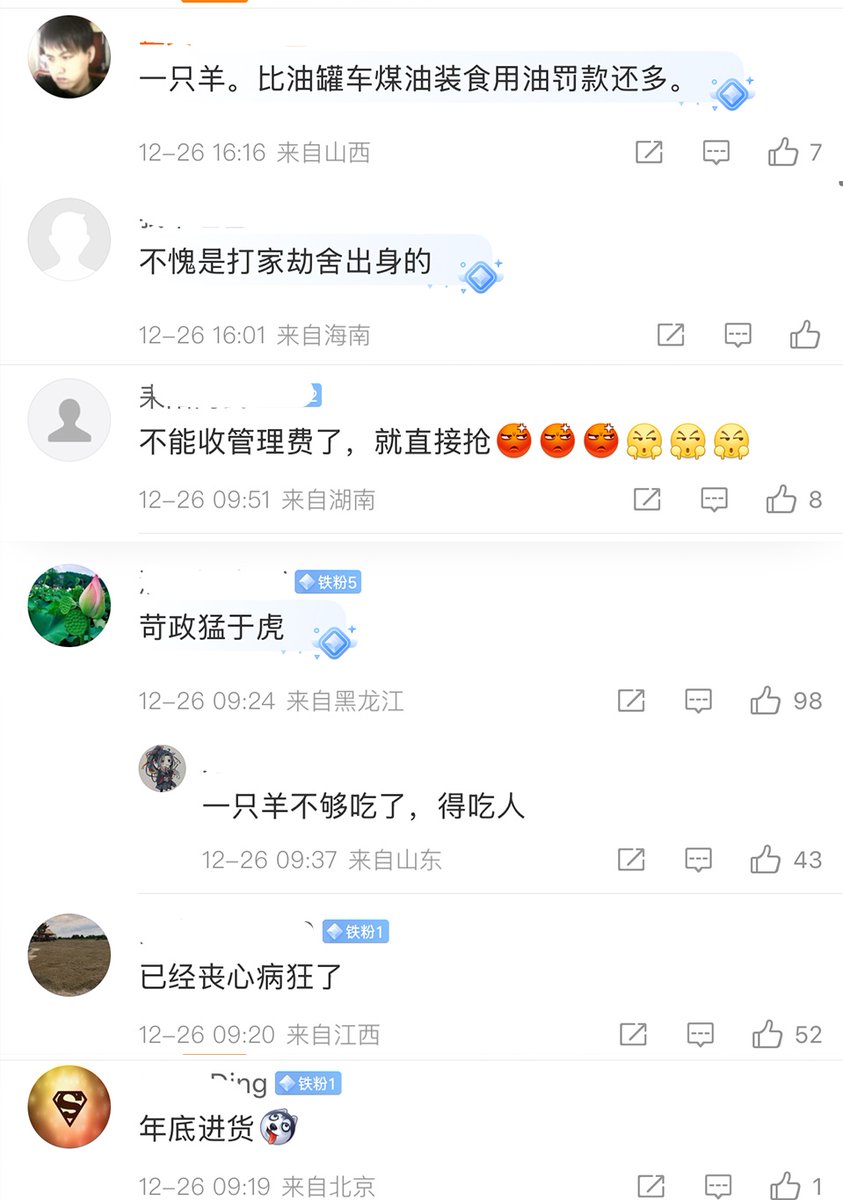 一只羊。比油罐车煤油装食用油罚款还多。
12-26 16:16 来自山西
7
不愧是打家劫舍出身的
12-26 16:01 来自海南
不能收管理费了，就直接抢
12-26 09:51 来自湖南
8
铁粉5
苛政猛于虎
12-26 09:24 来自黑龙江
98
一只羊不够吃了，得吃人
12-26 09:37 来自山东
43
铁粉1
已经丧心病狂了
12-26 09:20 来自江西
52
铁粉1
年底进货
12-26 09:19 来自北京
1